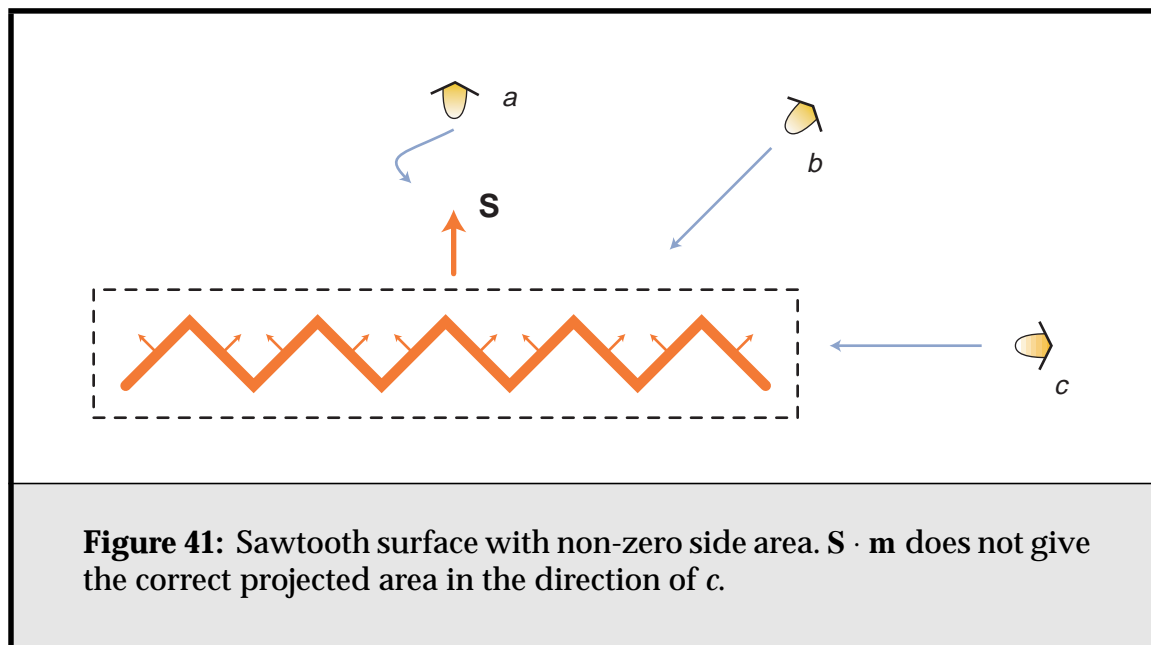 a
b
S
c
Figure 41: Sawtooth surface with non-zero side area. S · m does not give
the correct projected area in the direction of c.